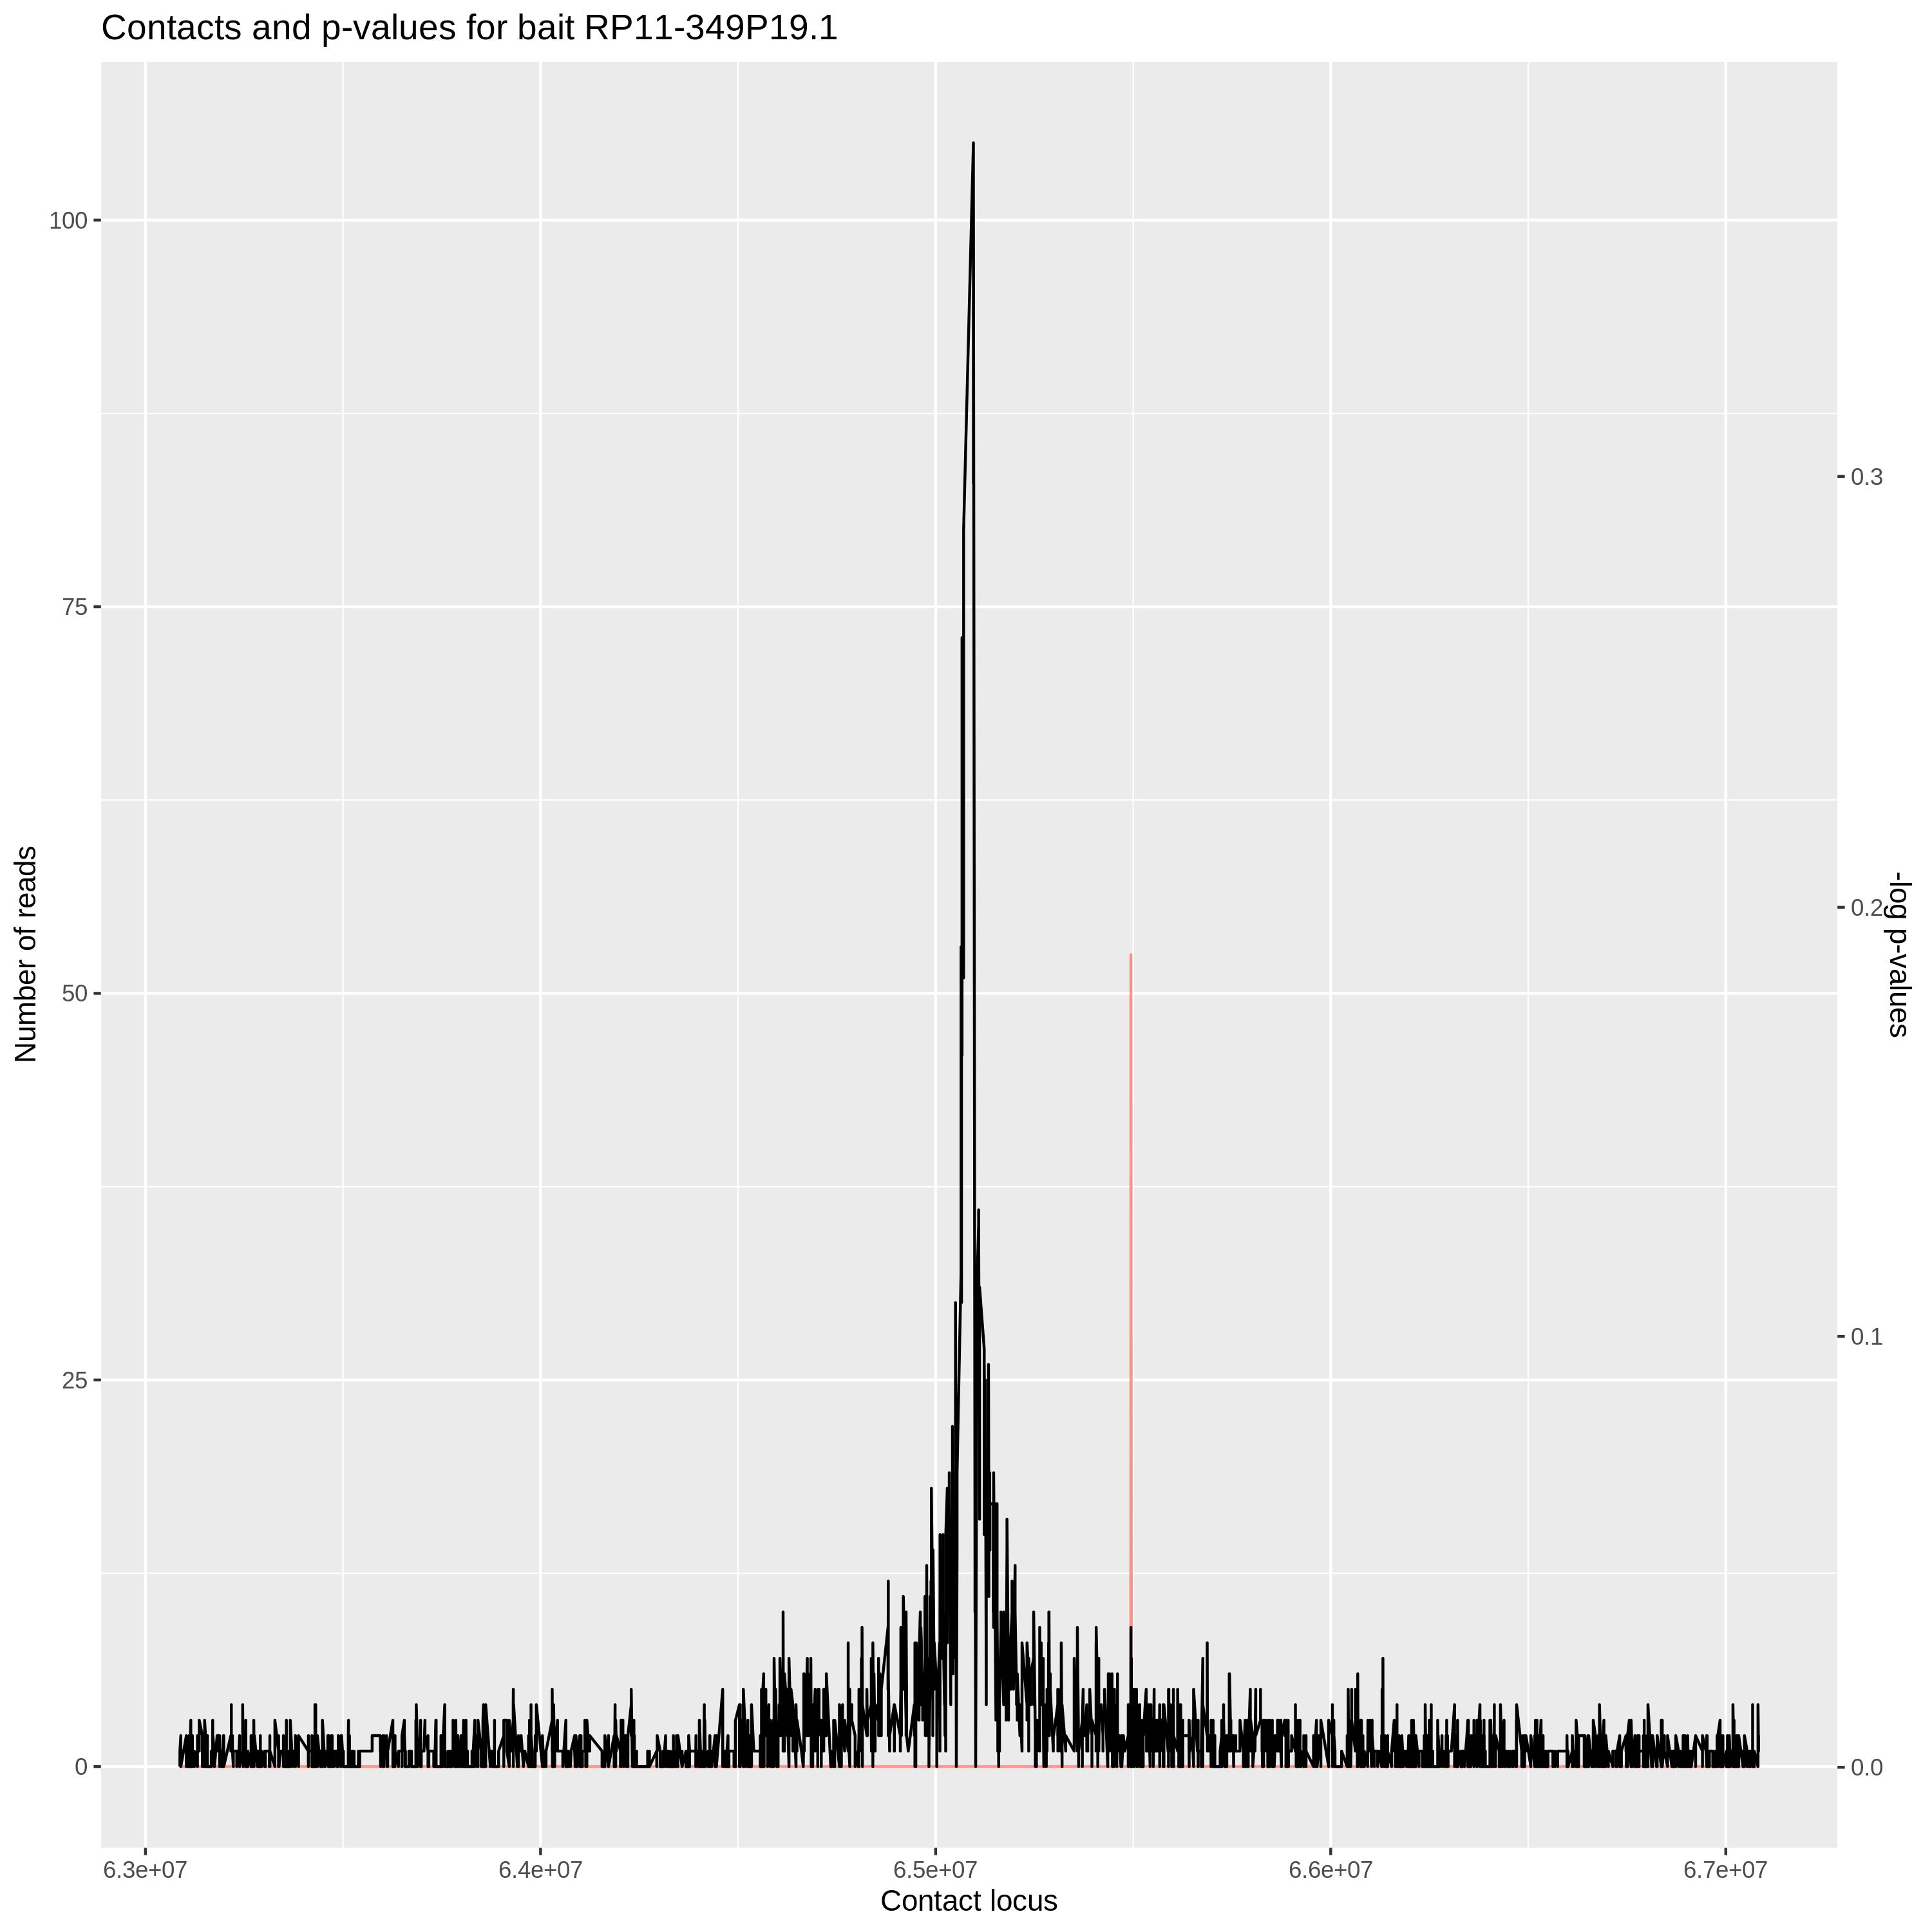 Contacts and p-values for bait RP11-349P19.1
100
75
50
25
0
Number of reads
0.3
0.2
0.1
0.0
-log p-values
6.3e+07
6.4e+07
6.5e+07
6.6e+07
6.7e+07
Contact locus